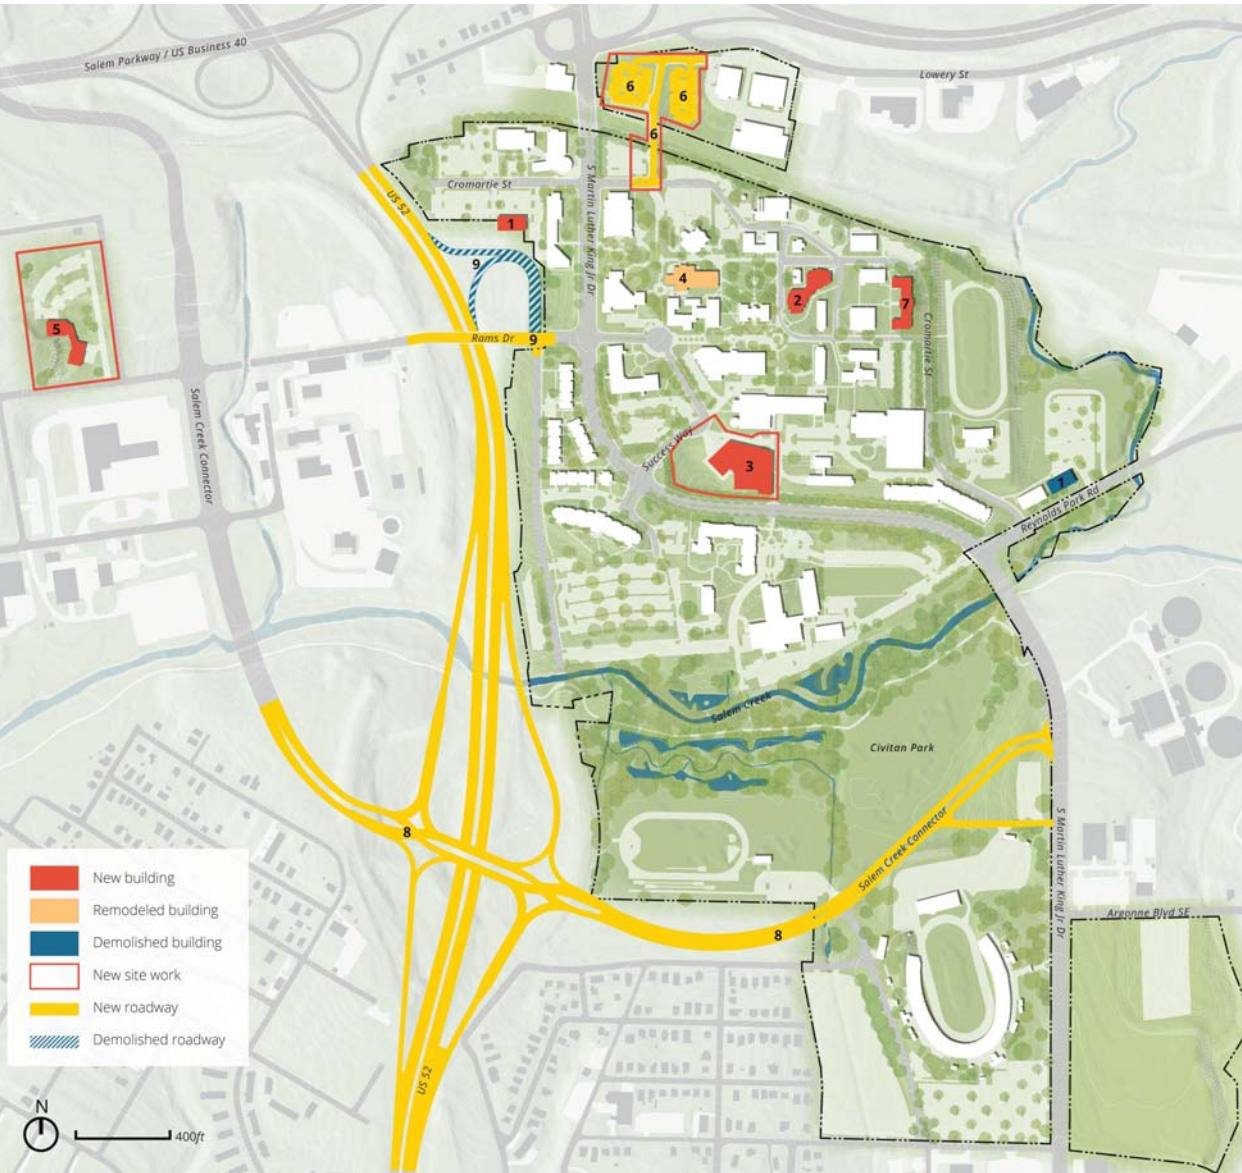 Salem Parkway / US Business 40
Lowery St
6
6
6
S Martin Luther King Jr Dr
Cromartie St
US 52
1
9
4
2
7
5
Rams Dr
9
Cromartie St
Salem Creek Connector
Success Way
3
7
Reynolds Park Rd
Salem Creek
Civitan Park
8
Salem Creek Connector
S Martin Luther King Jr Dr
Argonne Blvd SE
8
US 52
New building
Remodeled building
Demolished building
New site work
New roadway
Demolished roadway
N
400ft